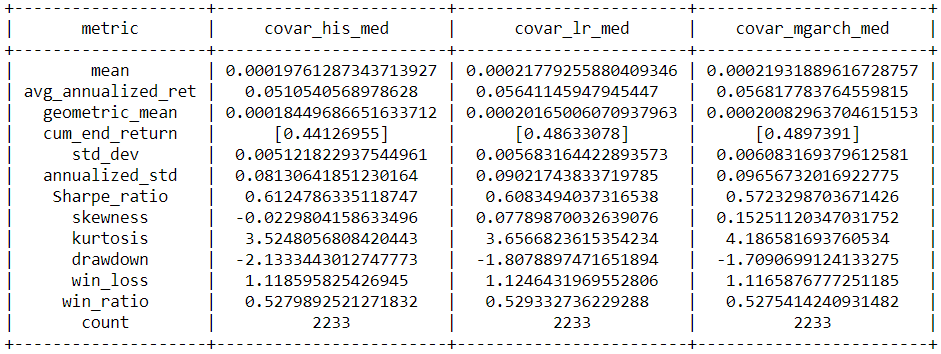 metric covar_his_med covar_lr_med covar_mgarch_med
mean 0.00019761287343713927 0.00021779255880409346 0.00021931889616728757
avg_annualized_ret 0.0510540568978628 0.05641145947945447 0.056817783764559815
geometric_mean 0.00018449686651633712 0.00020165006070937963 0.00020082963704615153
cum_end_return [0.44126955] [0.48633078] [0.4897391]
std_dev 0.005121822937544961 0.005683164422893573 0.006083169379612581
annualized_std 0.08130641851230164 0.09021743833719785 0.09656732016922775
Sharpe_ratio 0.6124786335118747 0.6083494037316538 0.5723298703671426
skewness -0.0229804158633496 0.07789870032639076 0.15251120347031752
kurtosis 3.5248056808420443 3.6566823615354234 4.186581693760534
drawdown -2.1333443012747773 -1.8078897471651894 -1.7090699124133275
win_loss 1.118595825426945 1.1246431969552806 1.1165876777251185
win_ratio 0.5279892521271832 0.529332736229288 0.5275414240931482
count 2233 2233 2233